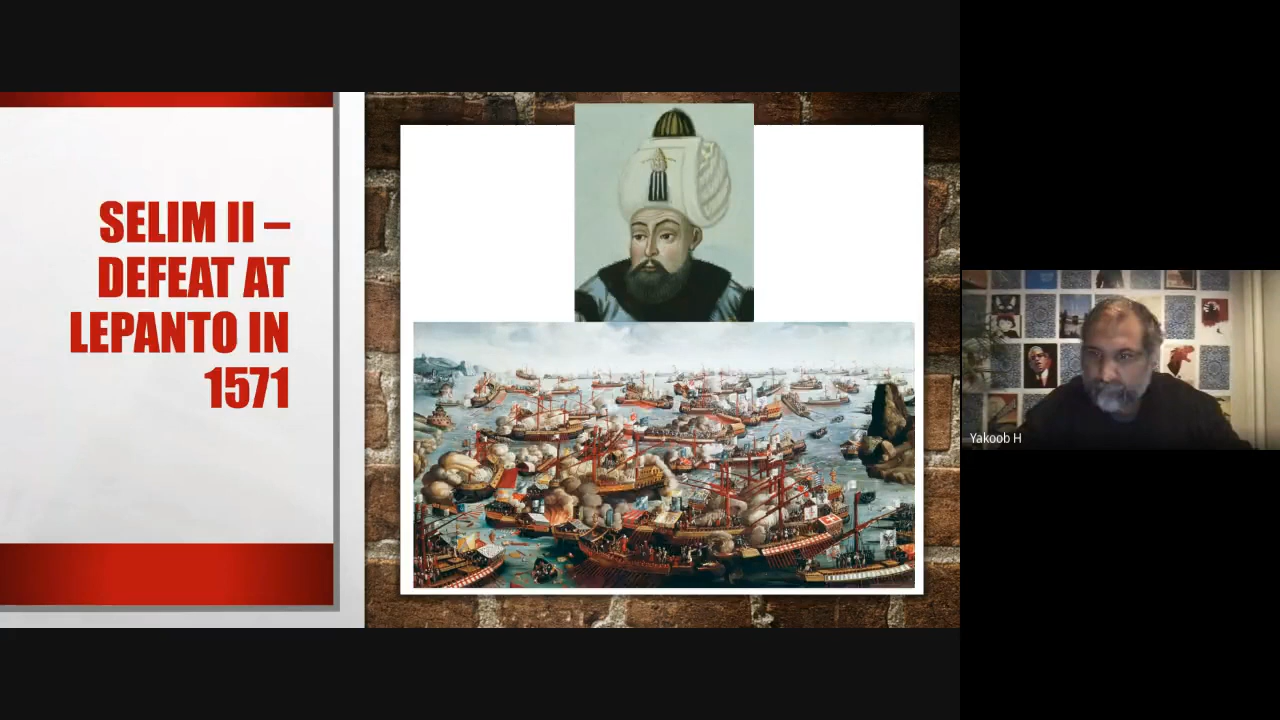 SELIM II –
DEFEAT AT
LEPANTO IN
1571
Yakoob H